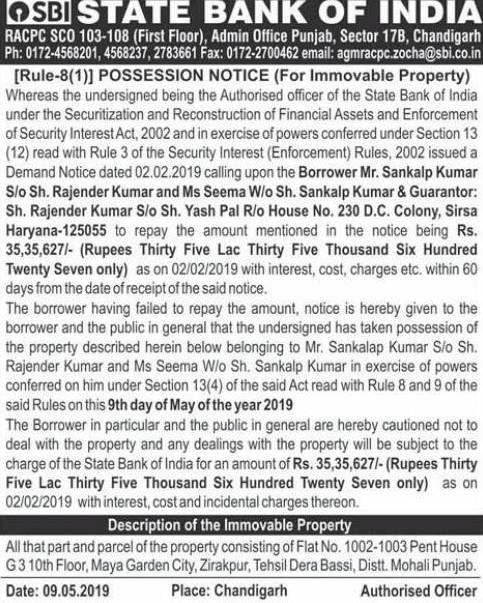 SBI STATE BANK OF INDIA
RACPC SCO 103-108 (First Floor), Admin Office Punjab, Sector 17B, Chandigarh
Ph: 0172-4568201, 4568237, 2783661 Fax: 0172-2700462 email: agmracpc.zocha@sbi.co.in
[Rule-8(1)] POSSESSION NOTICE (For Immovable Property)
Whereas the undersigned being the Authorised officer of the State Bank of India
under the Securitization and Reconstruction of Financial Assets and Enforcement
of Security Interest Act, 2002 and in exercise of powers conferred under Section 13
(12) read with Rule 3 of the Security Interest (Enforcement) Rules, 2002 issued a
Demand Notice dated 02.02.2019 calling upon the Borrower Mr. Sankalp Kumar
S/o Sh. Rajender Kumar and Ms Seema W/o Sh. Sankalp Kumar & Guarantor:
Sh. Rajender Kumar S/o Sh. Yash Pal R/o House No. 230 D.C. Colony, Sirsa
Haryana-125055 to repay the amount mentioned in the notice being Rs.
35,35,627/- (Rupees Thirty Five Lac Thirty Five Thousand Six Hundred
Twenty Seven only) as on 02/02/2019 with interest, cost, charges etc. within 60
days from the date of receipt of the said notice.
The borrower having failed to repay the amount, notice is hereby given to the
borrower and the public in general that the undersigned has taken possession of
the property described herein below belonging to Mr. Sankalap Kumar S/o Sh.
Rajender Kumar and Ms Seema W/o Sh. Sankalp Kumar in exercise of powers
conferred on him under Section 13(4) of the said Act read with Rule 8 and 9 of the
said Rules on this 9th day of May of the year 2019
The Borrower in particular and the public in general are hereby cautioned not to
deal with the property and any dealings with the property will be subject to the
charge of the State Bank of India for an amount of Rs. 35,35,627/- (Rupees Thirty
Five Lac Thirty Five Thousand Six Hundred Twenty Seven only) as on
02/02/2019 with interest, cost and incidental charges thereon.
Description of the Immovable Property
All that part and parcel of the property consisting of Flat No. 1002-1003 Pent House
G 3 10th Floor, Maya Garden City, Zirakpur, Tehsil Dera Bassi, Distt. Mohali Punjab.
Date: 09.05.2019 Place: Chandigarh Authorised Officer